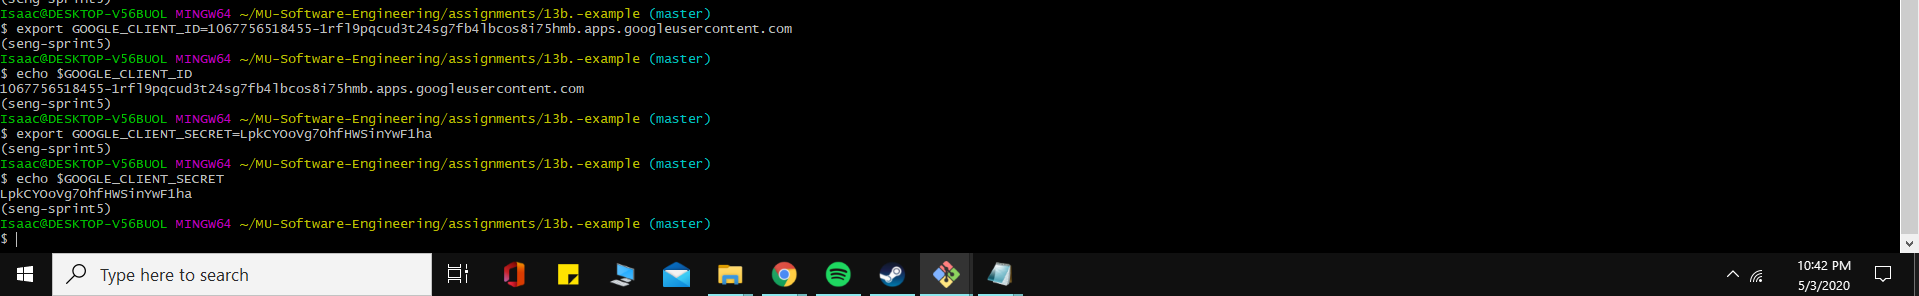 (seng-sprint5)
Isaac@DESKTOP-V56BUOL MINGW64 ~/MU-Software-Engineering/assignments/13b.-example (master)
$ export GOOGLE_CLIENT_ID=1067756518455-1rfl9pqcud3t24sg7fb4lbcos8i75hmb.apps.googleusercontent.com
(seng-sprint5)
Isaac@DESKTOP-V56BUOL MINGW64 ~/MU-Software-Engineering/assignments/13b.-example (master)
$ echo $GOOGLE_CLIENT_ID
1067756518455-1rfl9pqcud3t24sg7fb4lbcos8i75hmb.apps.googleusercontent.com
(seng-sprint5)
Isaac@DESKTOP-V56BUOL MINGW64 ~/MU-Software-Engineering/assignments/13b.-example (master)
$ export GOOGLE_CLIENT_SECRET=LpkCYOoVg7OhfHWSinYwF1ha
(seng-sprint5)
Isaac@DESKTOP-V56BUOL MINGW64 ~/MU-Software-Engineering/assignments/13b.-example (master)
$ echo $GOOGLE_CLIENT_SECRET
LpkCYOoVg7OhfHWSinYwF1ha
(seng-sprint5)
Isaac@DESKTOP-V56BUOL MINGW64 ~/MU-Software-Engineering/assignments/13b.-example (master)
$
Type here to search
10:42 PM
5/3/2020